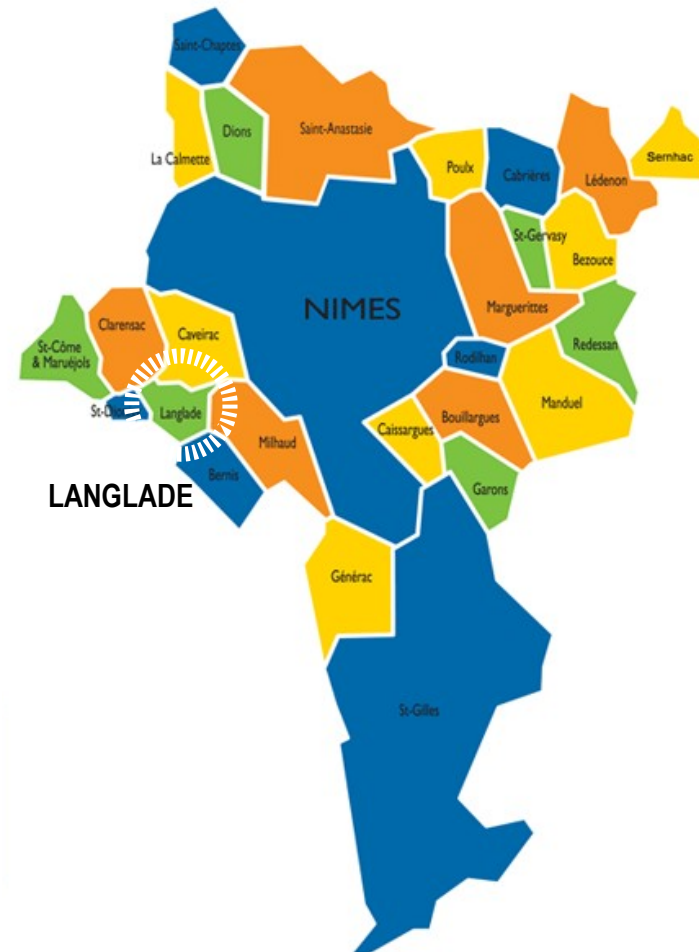 Saint-Chaptes
Dions
Saint-Anastasie
La Calmette
Poulx
Cabrières
Lédenon
Sernhac
St-Gervasy
Bezouce
NIMES
Marguerittes
Clarensac
Caveirac
St-Côme
& Maruéjols
Rodilhan
Redessan
Langlade
Manduel
Caissargues
Bouillargues
Milhaud
Bernis
LANGLADE
Garons
Générac
St-Gilles